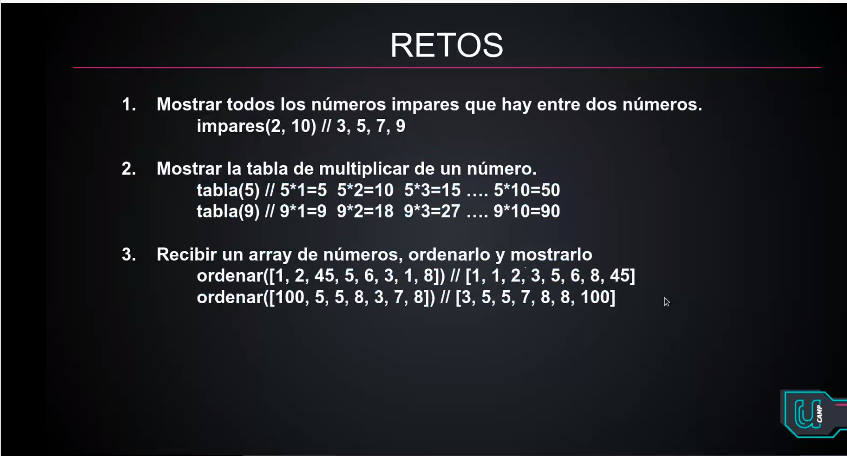 RETOS
1. Mostrar todos los números impares que hay entre dos números.
impares(2, 10) // 3, 5, 7, 9
2. Mostrar la tabla de multiplicar de un número.
tabla(5) // 5*1=5 5*2=10 5*3=15 .... 5*10=50
tabla(9) // 9*1=9 9*2=18 9*3=27 .... 9*10=90
3. Recibir un array de números, ordenarlo y mostrarlo
ordenar([1, 2, 45, 5, 6, 3, 1, 8]) // [1, 1, 2, 3, 5, 6, 8, 45]
ordenar([100, 5, 5, 8, 3, 7, 8]) // [3, 5, 5, 7, 8, 8, 100]
U CAMP